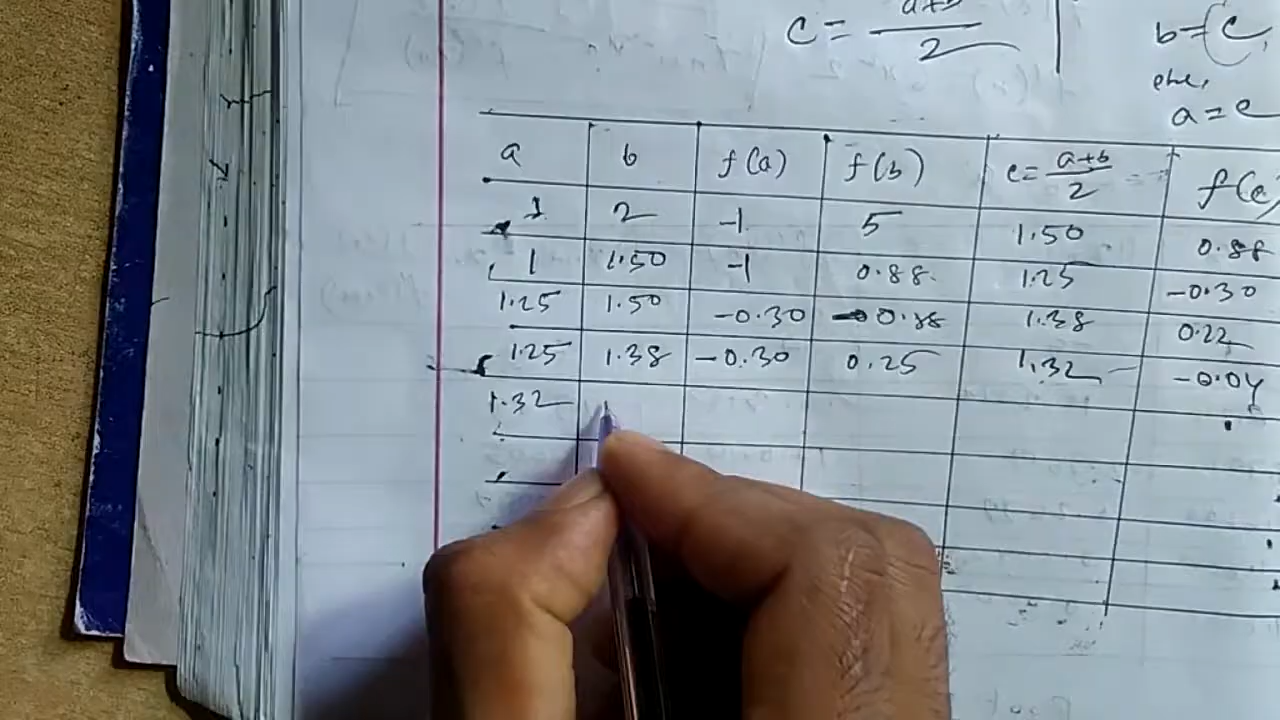 c = a+b / 2
b = c,
else,
a = c
a b f(a) f(b) c = a+b / 2 f(c)
1 2 -1 5 1.50 0.88
1 1.50 -1 0.88 1.25 -0.30
1.25 1.50 -0.30 0.88 1.38 0.22
1.25 1.38 -0.30 0.25 1.32 -0.04
1.32